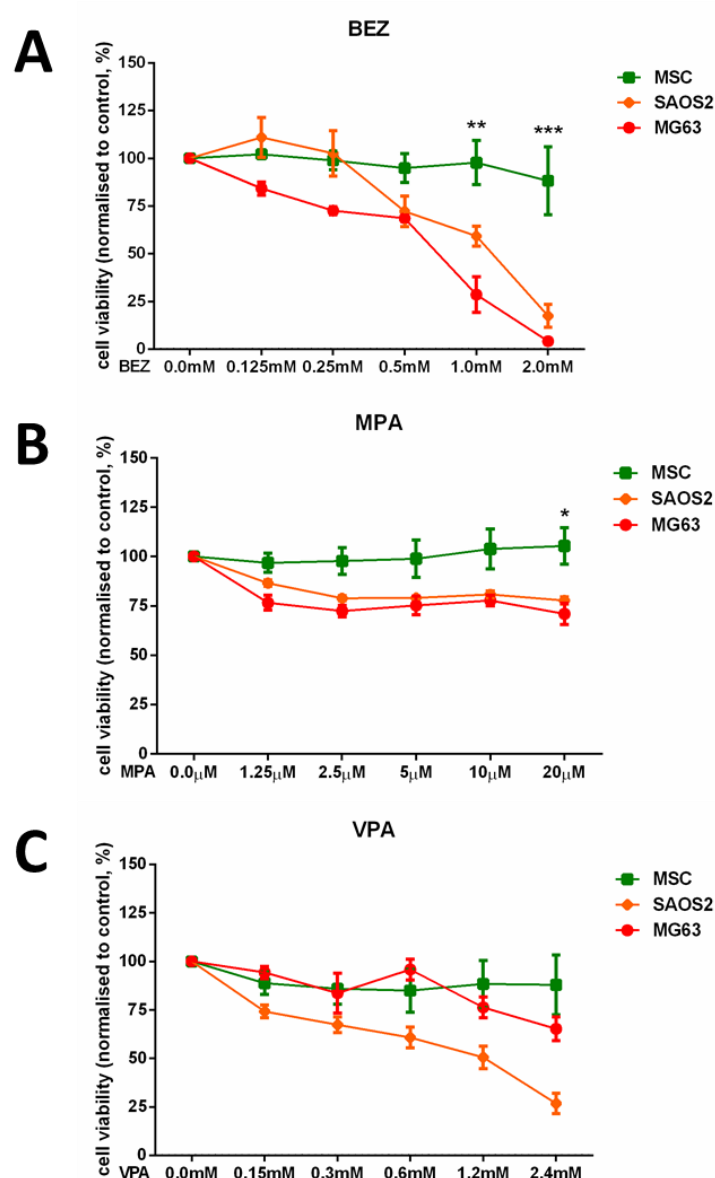 A
BEZ
cell viability (normalised to control, %)
150
125
100
75
50
25
0
**
***
MSC
SAOS2
MG63
BEZ 0.0mM 0.125mM 0.25mM 0.5mM 1.0mM 2.0mM
B
MPA
cell viability (normalised to control, %)
150
125
100
75
50
25
0
*
MSC
SAOS2
MG63
MPA 0.0µM 1.25µM 2.5µM 5µM 10µM 20µM
C
VPA
cell viability (normalised to control, %)
150
125
100
75
50
25
0
MSC
SAOS2
MG63
VPA 0.0mM 0.15mM 0.3mM 0.6mM 1.2mM 2.4mM